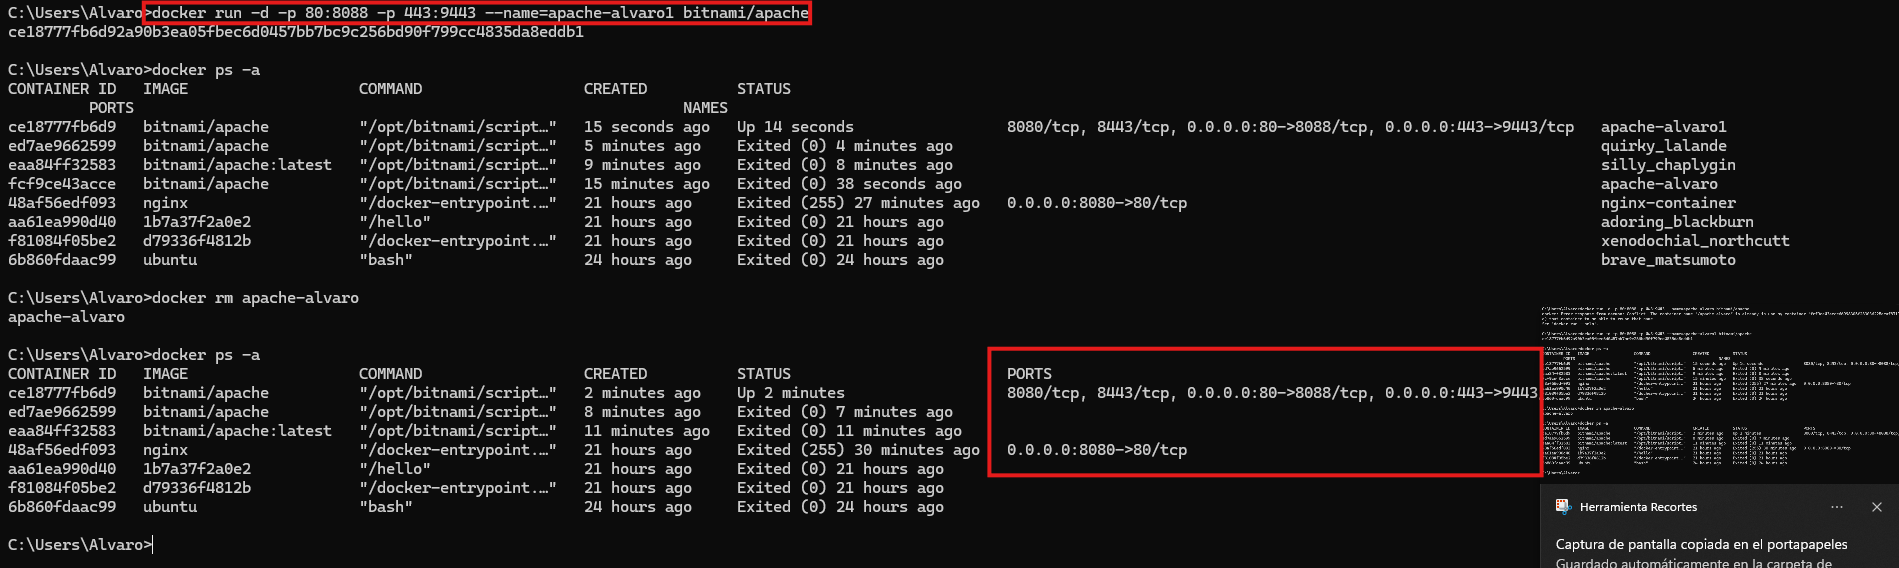 C:\Users\Alvaro>docker run -d -p 80:8088 -p 443:9443 --name=apache-alvaro1 bitnami/apache
ce18777fb6d92a90b3ea05fbec6d0457bb7bc9c256bd90f799cc4835da8eddb1
C:\Users\Alvaro>docker ps -a
CONTAINER ID   IMAGE                   COMMAND                  CREATED          STATUS
PORTS                                                             NAMES
ce18777fb6d9   bitnami/apache          "/opt/bitnami/script…"   15 seconds ago   Up 14 seconds                 8080/tcp, 8443/tcp, 0.0.0.0:80->8088/tcp, 0.0.0.0:443->9443/tcp   apache-alvaro1
ed7ae9662599   bitnami/apache          "/opt/bitnami/script…"   5 minutes ago    Exited (0) 4 minutes ago                                                                        quirky_lalande
eaa84ff32583   bitnami/apache:latest   "/opt/bitnami/script…"   9 minutes ago    Exited (0) 8 minutes ago                                                                        silly_chaplygin
fcf9ce43acce   bitnami/apache          "/opt/bitnami/script…"   15 minutes ago   Exited (0) 38 seconds ago                                                                       apache-alvaro
48af56edf093   nginx                   "/docker-entrypoint.…"   21 hours ago     Exited (255) 27 minutes ago   0.0.0.0:8080->80/tcp                                              nginx-container
aa61ea990d40   1b7a37f2a0e2            "/hello"                 21 hours ago     Exited (0) 21 hours ago                                                                         adoring_blackburn
f81084f05be2   d79336f4812b            "/docker-entrypoint.…"   21 hours ago     Exited (0) 21 hours ago                                                                         xenodochial_northcutt
6b860fdaac99   ubuntu                  "bash"                   24 hours ago     Exited (0) 24 hours ago                                                                         brave_matsumoto
C:\Users\Alvaro>docker rm apache-alvaro
apache-alvaro
C:\Users\Alvaro>docker ps -a
CONTAINER ID   IMAGE                   COMMAND                  CREATED          STATUS                        PORTS
ce18777fb6d9   bitnami/apache          "/opt/bitnami/script…"   2 minutes ago    Up 2 minutes                  8080/tcp, 8443/tcp, 0.0.0.0:80->8088/tcp, 0.0.0.0:443->9443
ed7ae9662599   bitnami/apache          "/opt/bitnami/script…"   8 minutes ago    Exited (0) 7 minutes ago
eaa84ff32583   bitnami/apache:latest   "/opt/bitnami/script…"   11 minutes ago   Exited (0) 11 minutes ago
48af56edf093   nginx                   "/docker-entrypoint.…"   21 hours ago     Exited (255) 30 minutes ago   0.0.0.0:8080->80/tcp
aa61ea990d40   1b7a37f2a0e2            "/hello"                 21 hours ago     Exited (0) 21 hours ago
f81084f05be2   d79336f4812b            "/docker-entrypoint.…"   21 hours ago     Exited (0) 21 hours ago
6b860fdaac99   ubuntu                  "bash"                   24 hours ago     Exited (0) 24 hours ago
C:\Users\Alvaro>
Herramienta Recortes
Captura de pantalla copiada en el portapapeles
Guardado automáticamente en la carpeta de